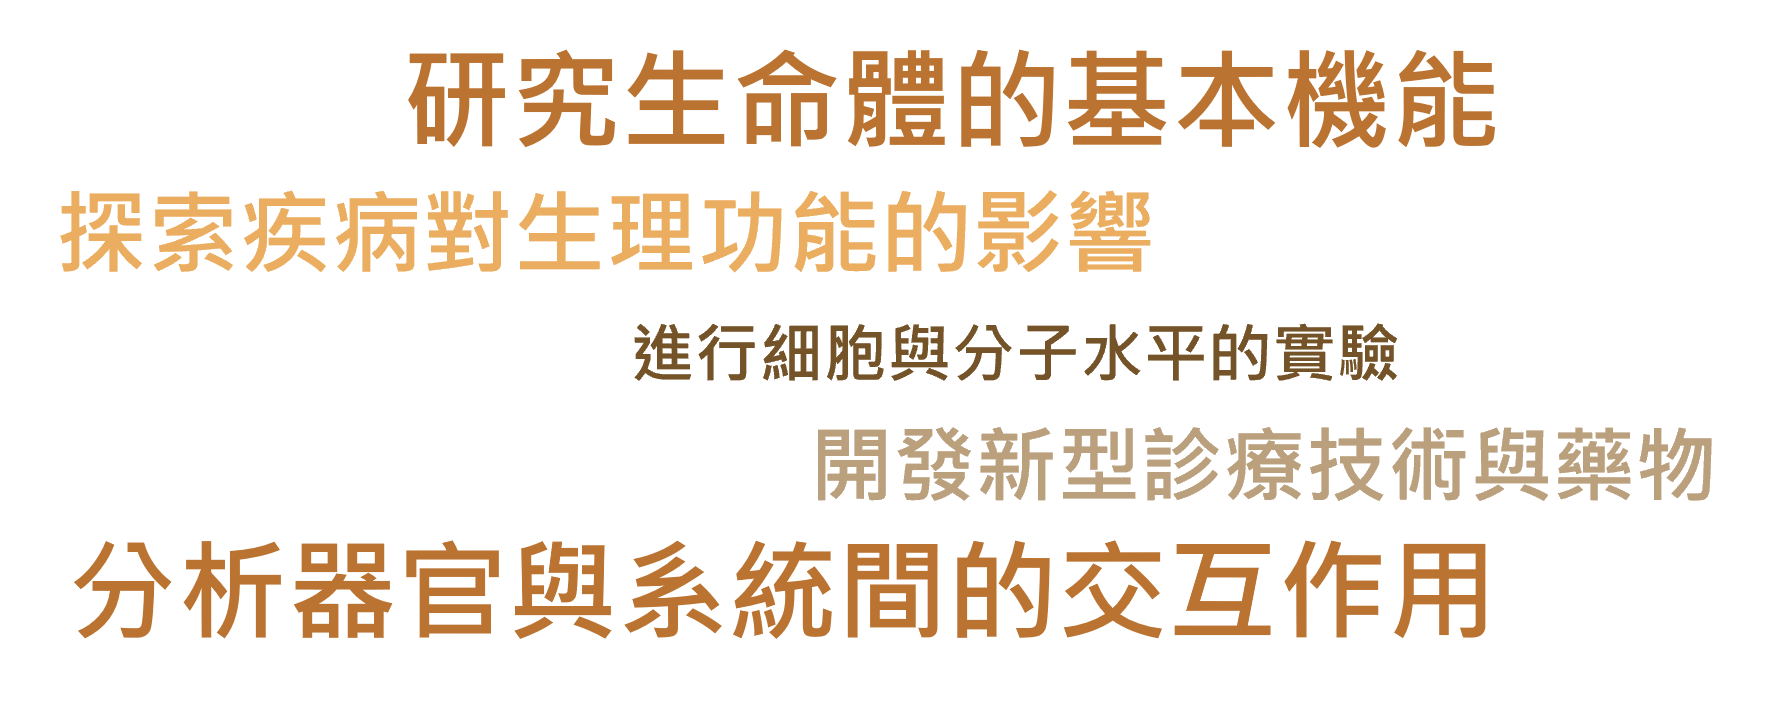 研究生命體的基本機能
探索疾病對生理功能的影響
進行細胞與分子水平的實驗
開發新型診療技術與藥物
分析器官與系統間的交互作用